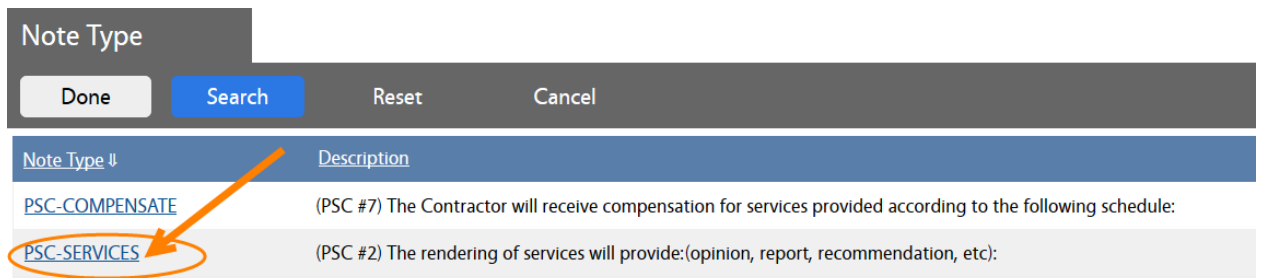 Note Type
Done Search Reset Cancel
Note Type⇓ Description
PSC-COMPENSATE (PSC #7) The Contractor will receive compensation for services provided according to the following schedule:
PSC-SERVICES (PSC #2) The rendering of services will provide:(opinion, report, recommendation, etc):